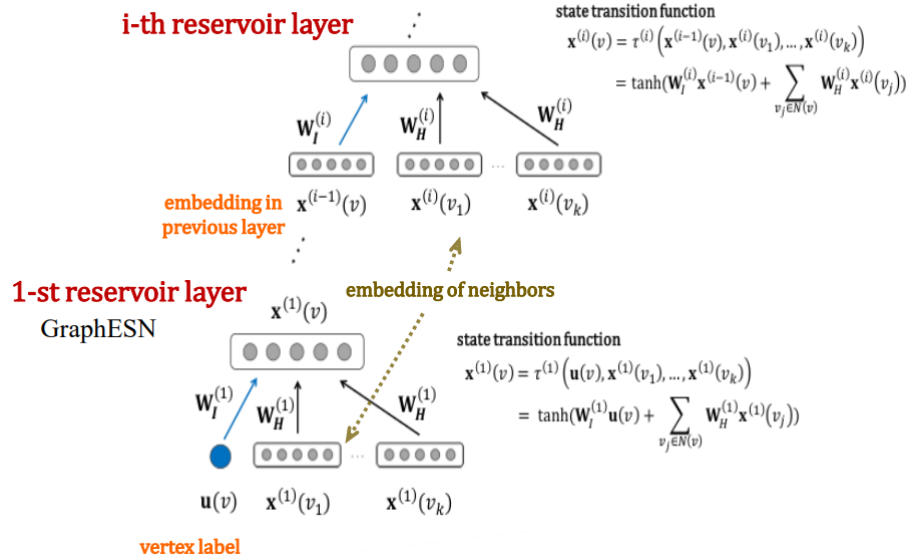 i-th reservoir layer
state transition function
x^(i)(v) = τ^(i)(x^(i−1)(v), x^(i)(v_1), ..., x^(i)(v_k))
= tanh(W_I^(i) x^(i−1)(v) + ∑_{v_j∈N(v)} W_H^(i) x^(i)(v_j))
W_I^(i) W_H^(i) W_H^(i)
...
embedding in x^(i−1)(v) x^(i)(v_1) x^(i)(v_k)
previous layer
1-st reservoir layer
embedding of neighbors
GraphESN
x^(1)(v)
state transition function
x^(1)(v) = τ^(1)(u(v), x^(1)(v_1), ..., x^(1)(v_k))
= tanh(W_I^(1) u(v) + ∑_{v_j∈N(v)} W_H^(1) x^(1)(v_j))
W_I^(1) W_H^(1) W_H^(1)
...
u(v) x^(1)(v_1) x^(1)(v_k)
vertex label